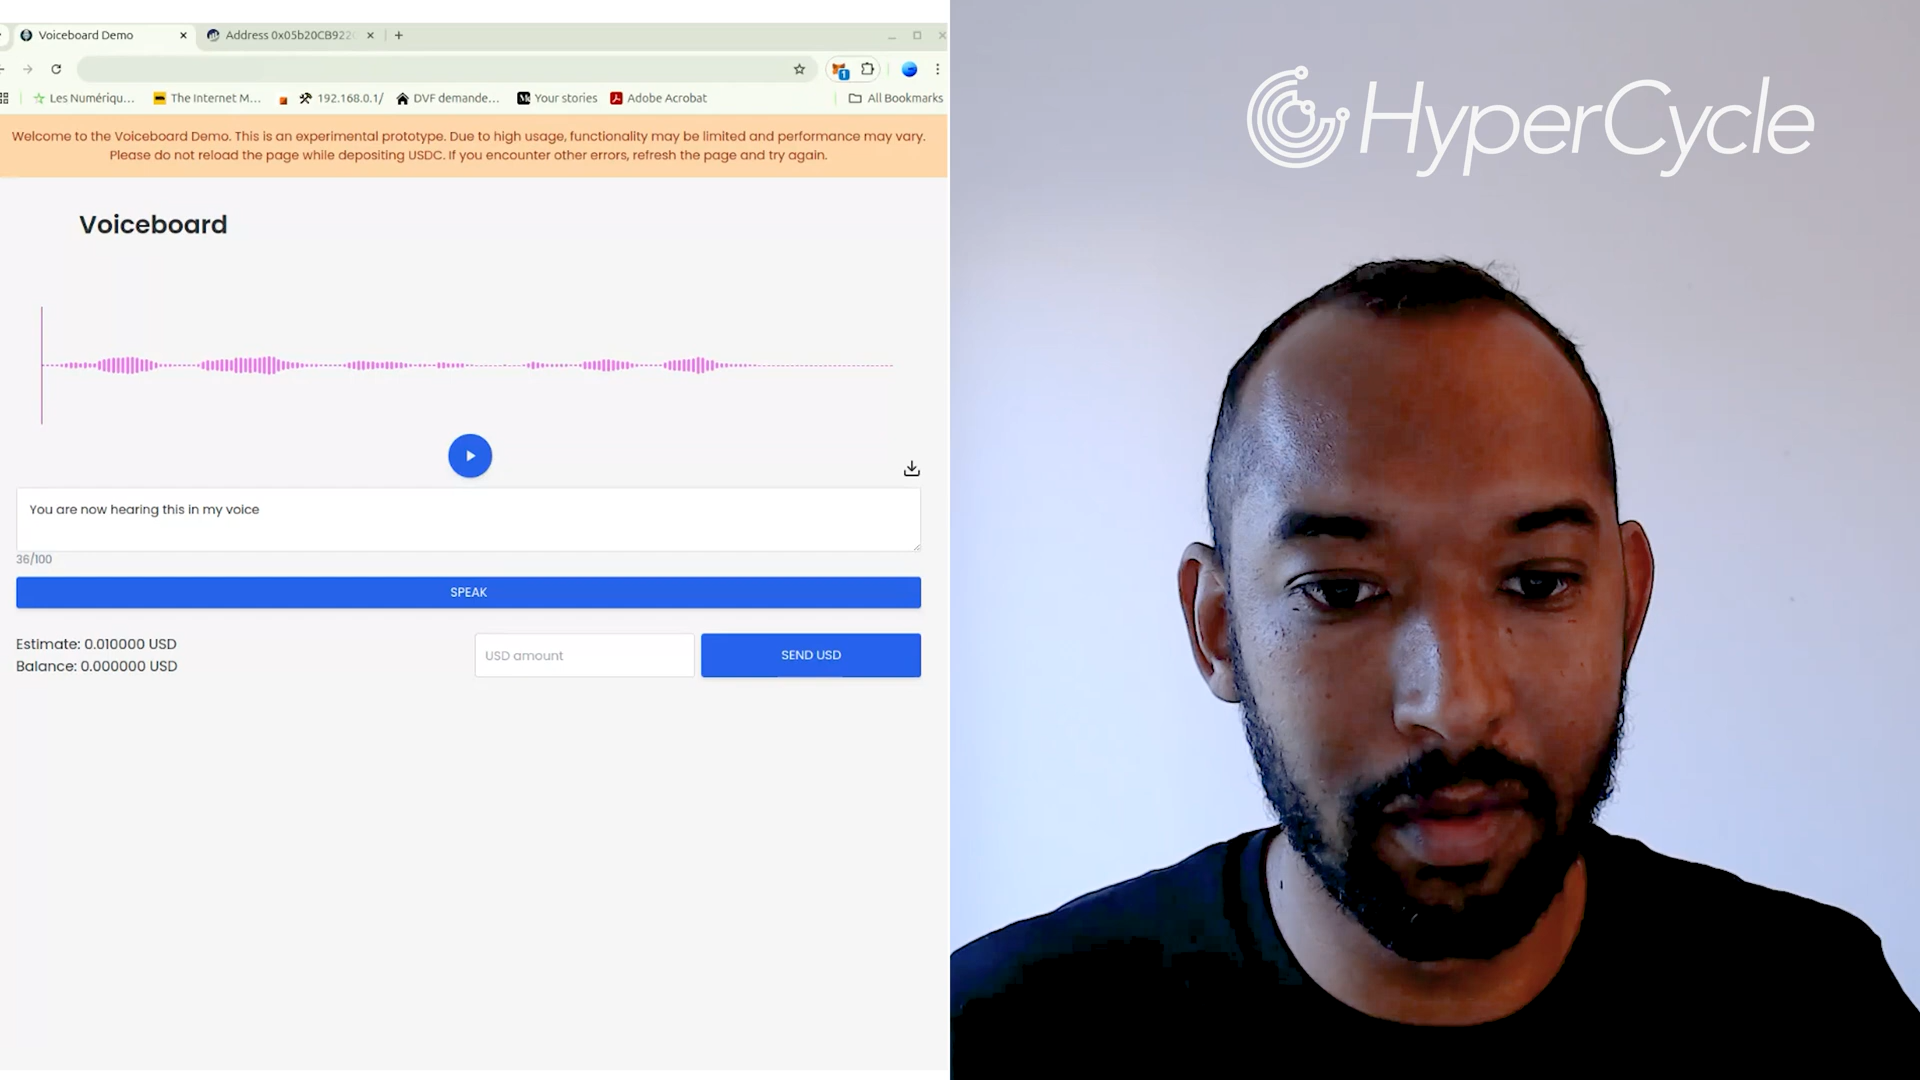 Voiceboard Demo
Address 0x05b20CB922
Les Numériqu...
The Internet M...
192.168.0.1/
DVF demande...
Your stories
Adobe Acrobat
All Bookmarks
Welcome to the Voiceboard Demo. This is an experimental prototype. Due to high usage, functionality may be limited and performance may vary.
Please do not reload the page while depositing USDC. If you encounter other errors, refresh the page and try again.
Voiceboard
You are now hearing this in my voice
36/100
SPEAK
Estimate: 0.010000 USD
Balance: 0.000000 USD
USD amount
SEND USD
HyperCycle